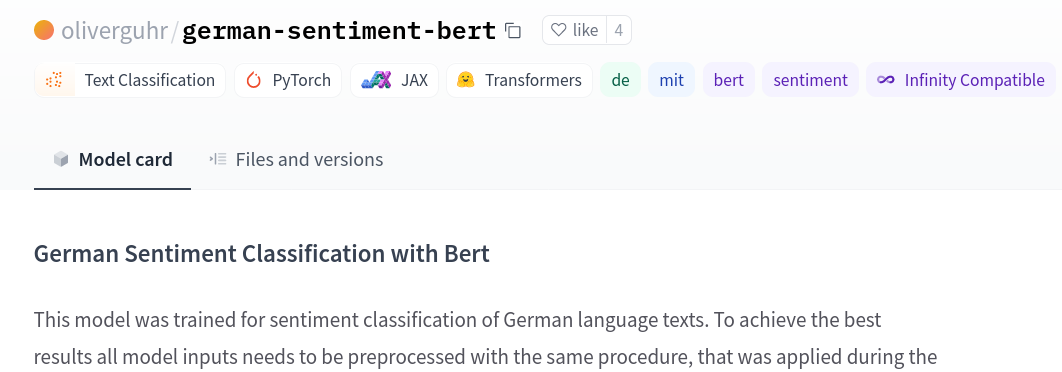 oliverguhr/german-sentiment-bert like 4
Text Classification PyTorch JAX Transformers de mit bert sentiment Infinity Compatible
Model card Files and versions
German Sentiment Classification with Bert
This model was trained for sentiment classification of German language texts. To achieve the best
results all model inputs needs to be preprocessed with the same procedure, that was applied during the